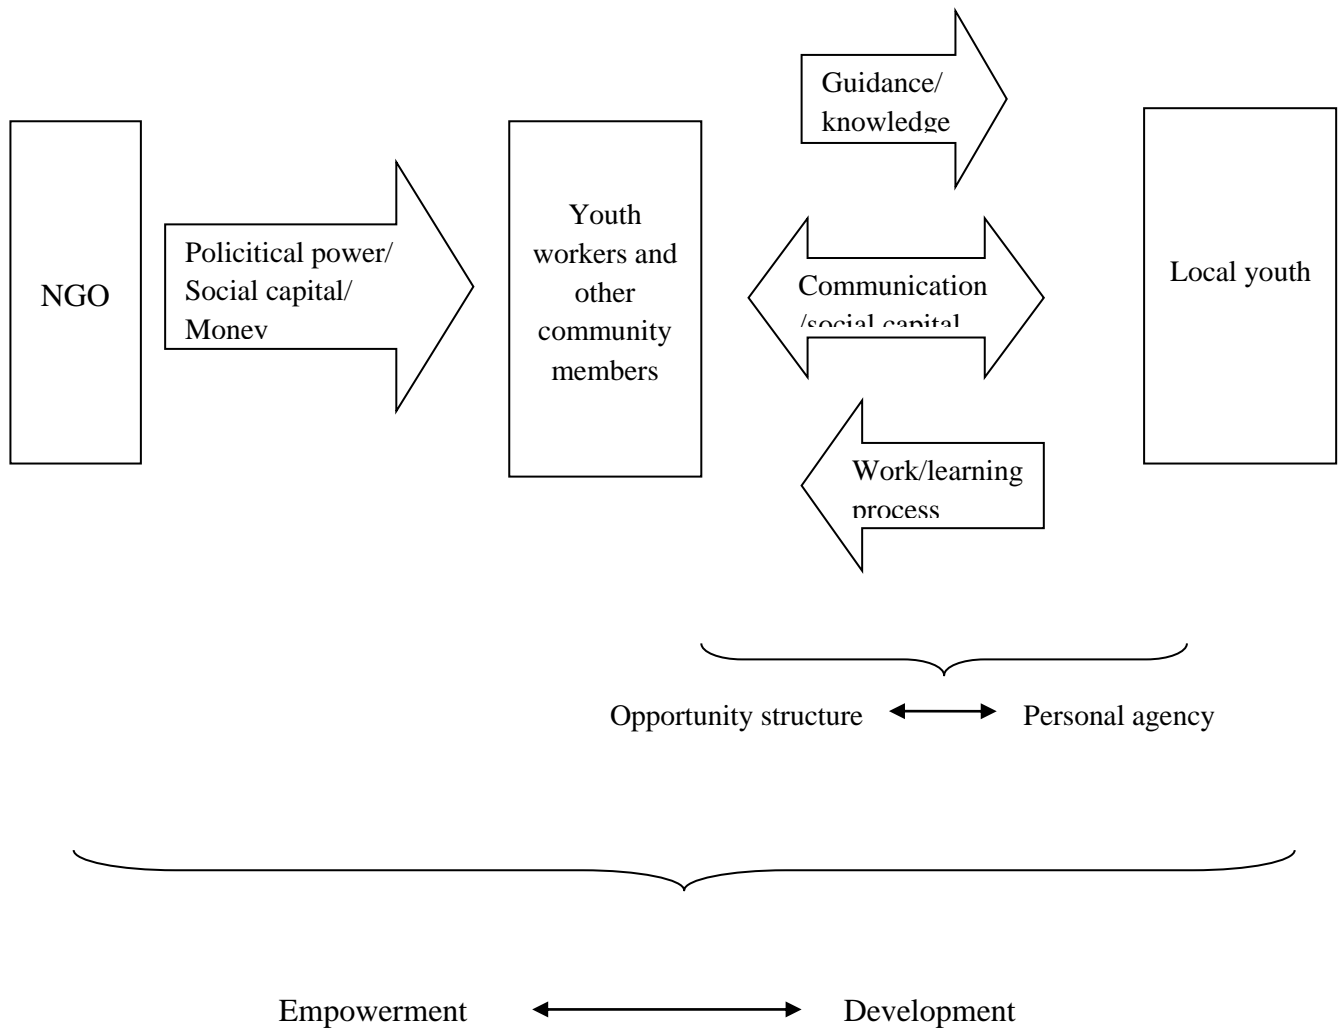 NGO
Policitical power/
Social capital/
Money
Youth
workers and
other
community
members
Guidance/
knowledge
Communication
/social capital
Work/learning
process
Local youth
Opportunity structure
Personal agency
Empowerment
Development